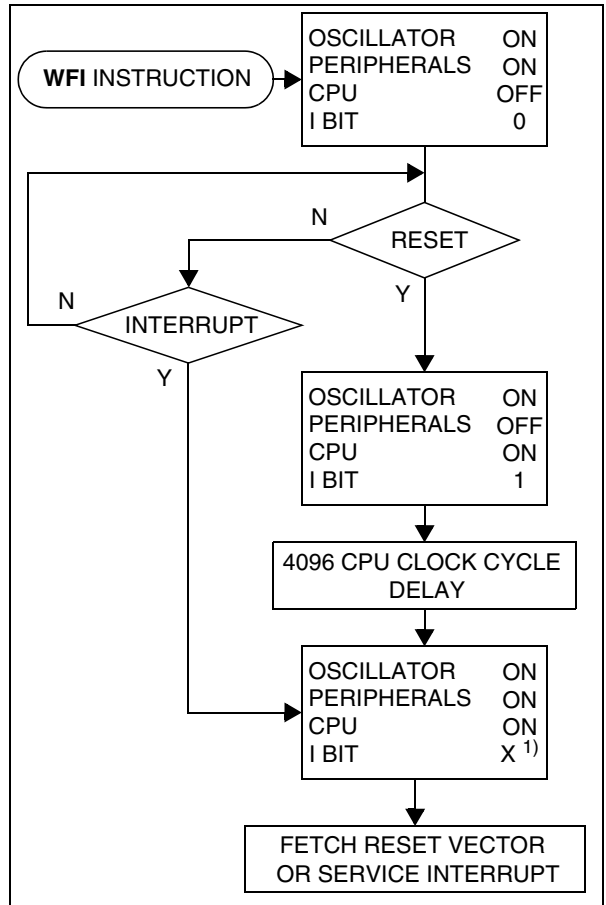 WFI INSTRUCTION
OSCILLATOR ON
PERIPHERALS ON
CPU OFF
I BIT 0
N
RESET
Y
N
INTERRUPT
Y
OSCILLATOR ON
PERIPHERALS OFF
CPU ON
I BIT 1
4096 CPU CLOCK CYCLE
DELAY
OSCILLATOR ON
PERIPHERALS ON
CPU ON
I BIT X 1)
FETCH RESET VECTOR
OR SERVICE INTERRUPT